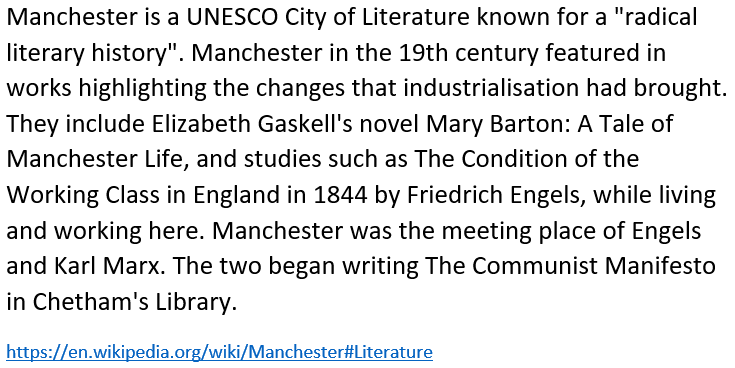 Manchester is a UNESCO City of Literature known for a "radical
literary history". Manchester in the 19th century featured in
works highlighting the changes that industrialisation had brought.
They include Elizabeth Gaskell's novel Mary Barton: A Tale of
Manchester Life, and studies such as The Condition of the
Working Class in England in 1844 by Friedrich Engels, while living
and working here. Manchester was the meeting place of Engels
and Karl Marx. The two began writing The Communist Manifesto
in Chetham's Library.
https://en.wikipedia.org/wiki/Manchester#Literature